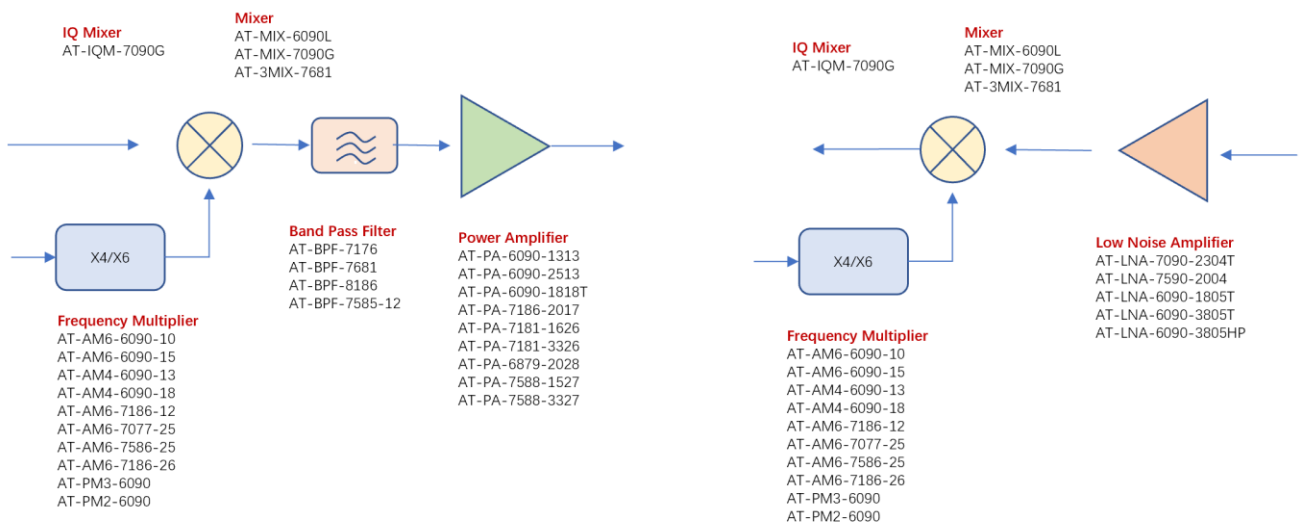 IQ Mixer
AT-IQM-7090G
Mixer
AT-MIX-6090L
AT-MIX-7090G
AT-3MIX-7681
X4/X6
Band Pass Filter
AT-BPF-7176
AT-BPF-7681
AT-BPF-8186
AT-BPF-7585-12
Power Amplifier
AT-PA-6090-1313
AT-PA-6090-2513
AT-PA-6090-1818T
AT-PA-7186-2017
AT-PA-7181-1626
AT-PA-7181-3326
AT-PA-6879-2028
AT-PA-7588-1527
AT-PA-7588-3327
Frequency Multiplier
AT-AM6-6090-10
AT-AM6-6090-15
AT-AM4-6090-13
AT-AM4-6090-18
AT-AM6-7186-12
AT-AM6-7077-25
AT-AM6-7586-25
AT-AM6-7186-26
AT-PM3-6090
AT-PM2-6090
IQ Mixer
AT-IQM-7090G
Mixer
AT-MIX-6090L
AT-MIX-7090G
AT-3MIX-7681
X4/X6
Low Noise Amplifier
AT-LNA-7090-2304T
AT-LNA-7590-2004
AT-LNA-6090-1805T
AT-LNA-6090-3805T
AT-LNA-6090-3805HP
Frequency Multiplier
AT-AM6-6090-10
AT-AM6-6090-15
AT-AM4-6090-13
AT-AM4-6090-18
AT-AM6-7186-12
AT-AM6-7077-25
AT-AM6-7586-25
AT-AM6-7186-26
AT-PM3-6090
AT-PM2-6090